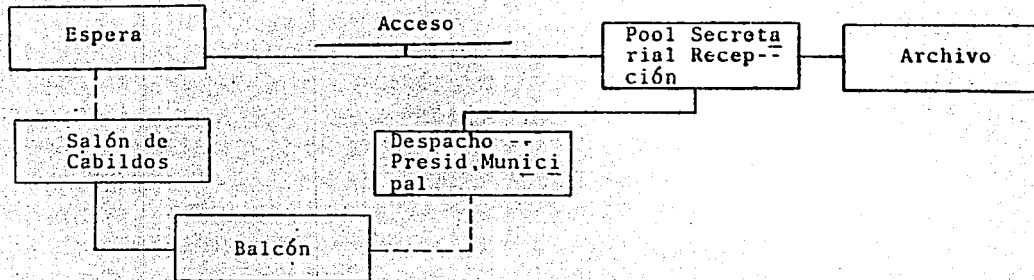 Acceso
Espera
Pool Secreta
rial Recep--
ción
Archivo
Salón de
Cabildos
Despacho --
Presid.Munici
pal
Balcón